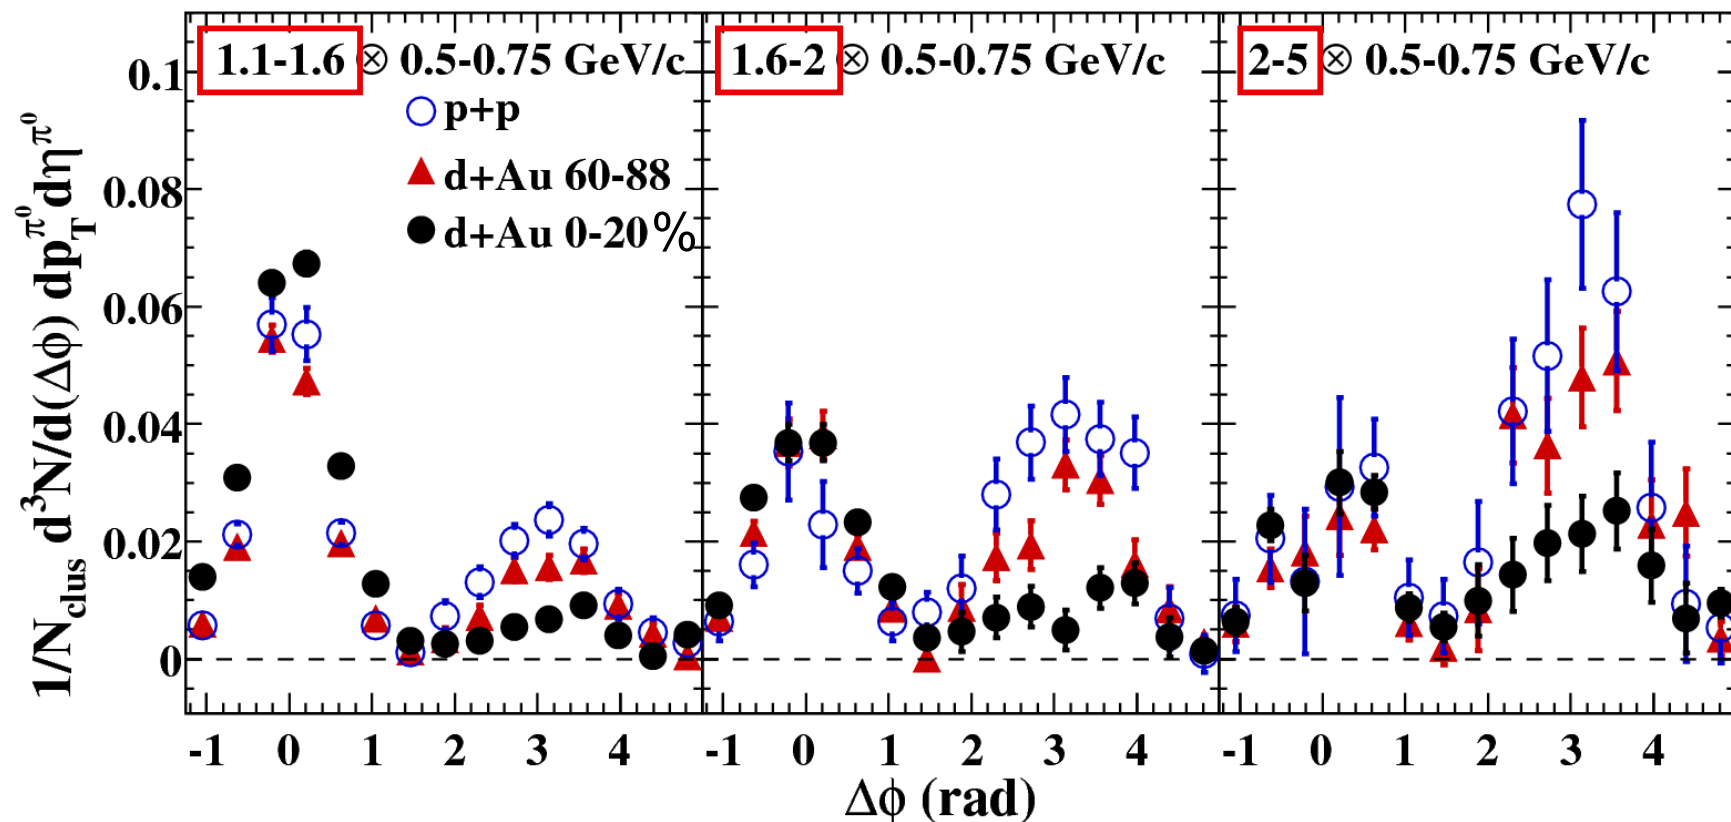 1.1-1.6 ⊗ 0.5-0.75 GeV/c
p+p
d+Au 60-88
d+Au 0-20%
1.6-2 ⊗ 0.5-0.75 GeV/c
2-5 ⊗ 0.5-0.75 GeV/c
1/N_clus d³N/d(Δϕ) dp_T^π⁰ dη^π⁰
0.1
0.08
0.06
0.04
0.02
0
-1 0 1 2 3 4
-1 0 1 2 3 4
-1 0 1 2 3 4
Δϕ (rad)